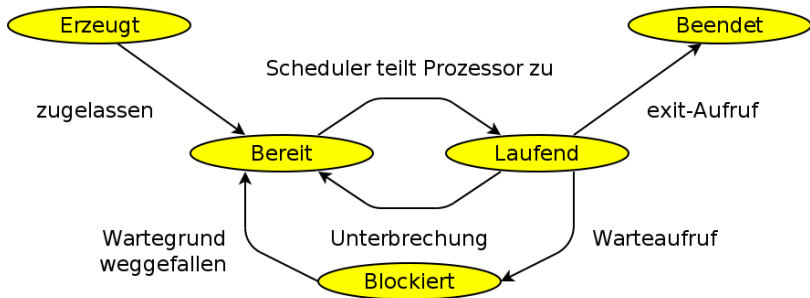 Erzeugt
Beendet
Scheduler teilt Prozessor zu
zugelassen
exit-Aufruf
Bereit
Laufend
Wartegrund
weggefallen
Unterbrechung
Warteaufruf
Blockiert